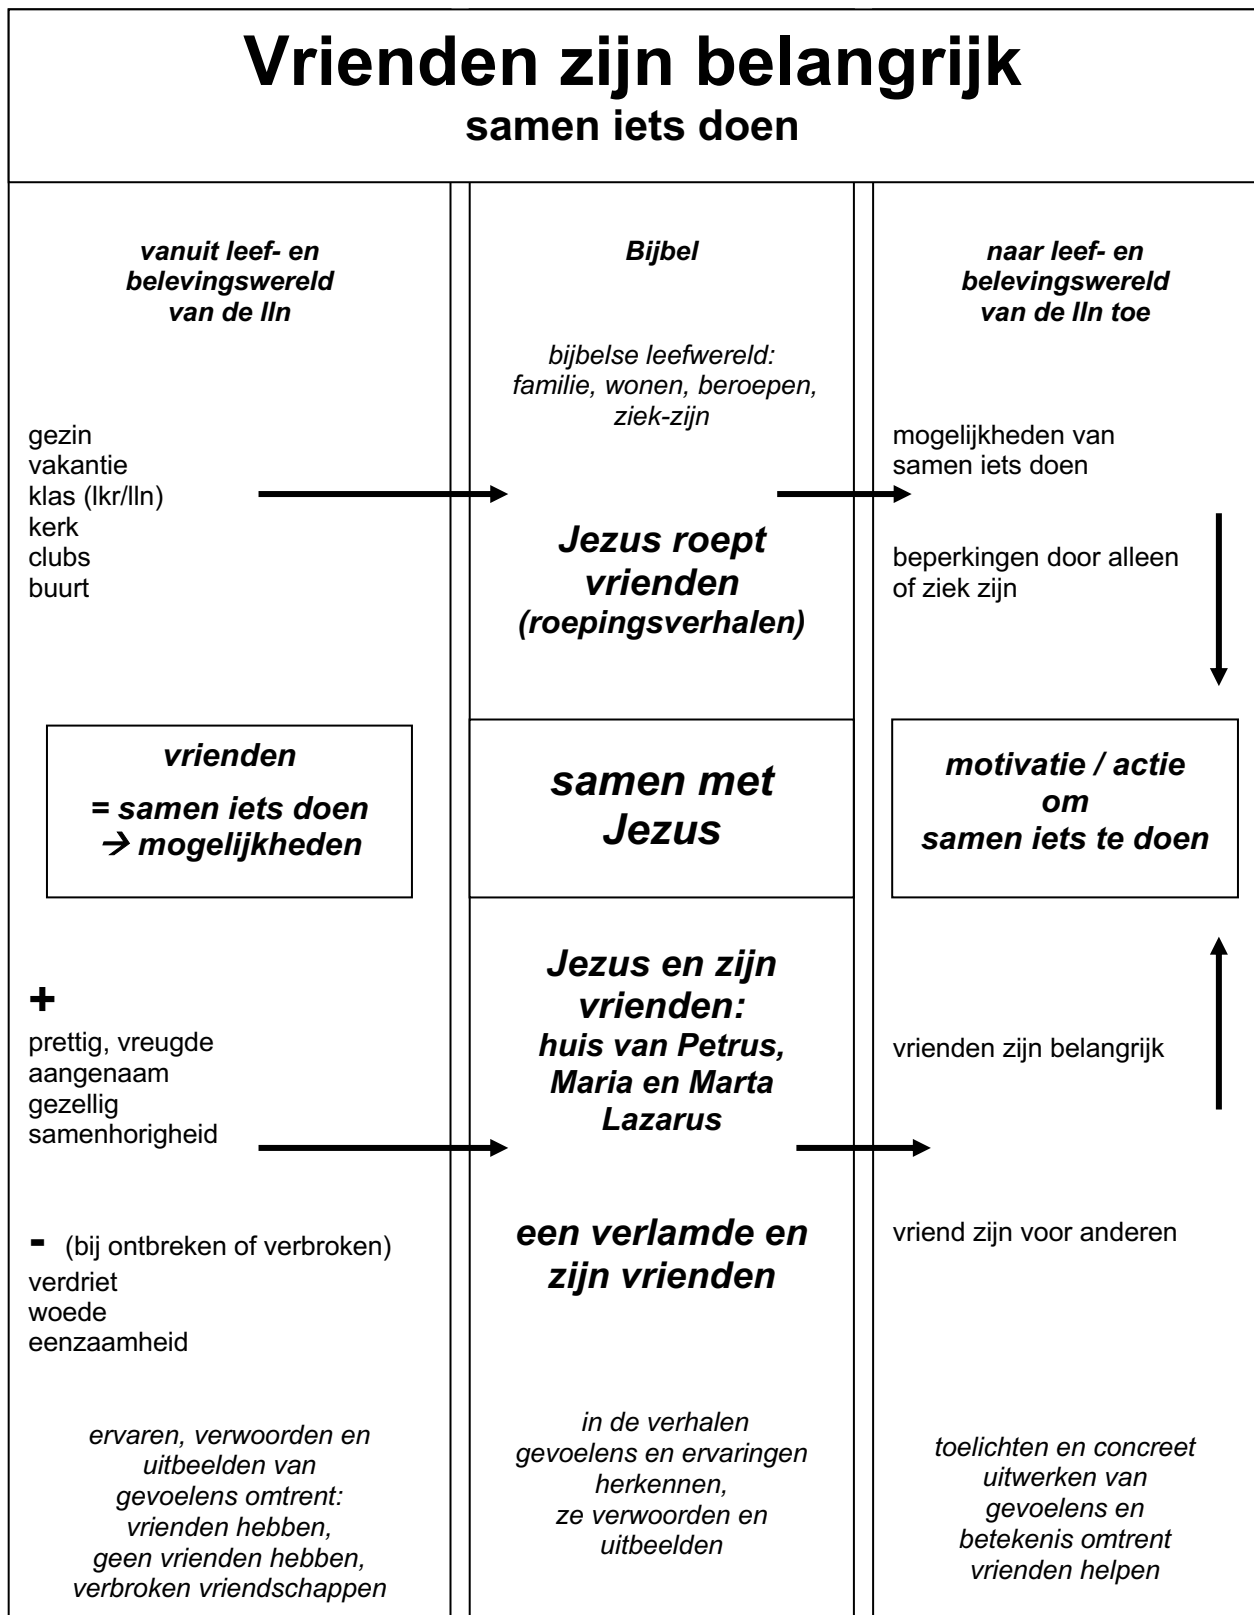 Vrienden zijn belangrijk
samen iets doen
vanuit leef- en
belevingswereld
van de lln
gezin
vakantie
klas (lkr/lln)
kerk
clubs
buurt
vrienden
= samen iets doen
→ mogelijkheden
+
prettig, vreugde
aangenaam
gezellig
samenhorigheid
- (bij ontbreken of verbroken)
verdriet
woede
eenzaamheid
ervaren, verwoorden en
uitbeelden van
gevoelens omtrent:
vrienden hebben,
geen vrienden hebben,
verbroken vriendschappen
Bijbel
bijbelse leefwereld:
familie, wonen, beroepen,
ziek-zijn
Jezus roept
vrienden
(roepingsverhalen)
samen met
Jezus
Jezus en zijn
vrienden:
huis van Petrus,
Maria en Marta
Lazarus
een verlamde en
zijn vrienden
in de verhalen
gevoelens en ervaringen
herkennen,
ze verwoorden en
uitbeelden
naar leef- en
belevingswereld
van de lln toe
mogelijkheden van
samen iets doen
beperkingen door alleen
of ziek zijn
motivatie / actie
om
samen iets te doen
vrienden zijn belangrijk
vriend zijn voor anderen
toelichten en concreet
uitwerken van
gevoelens en
betekenis omtrent
vrienden helpen